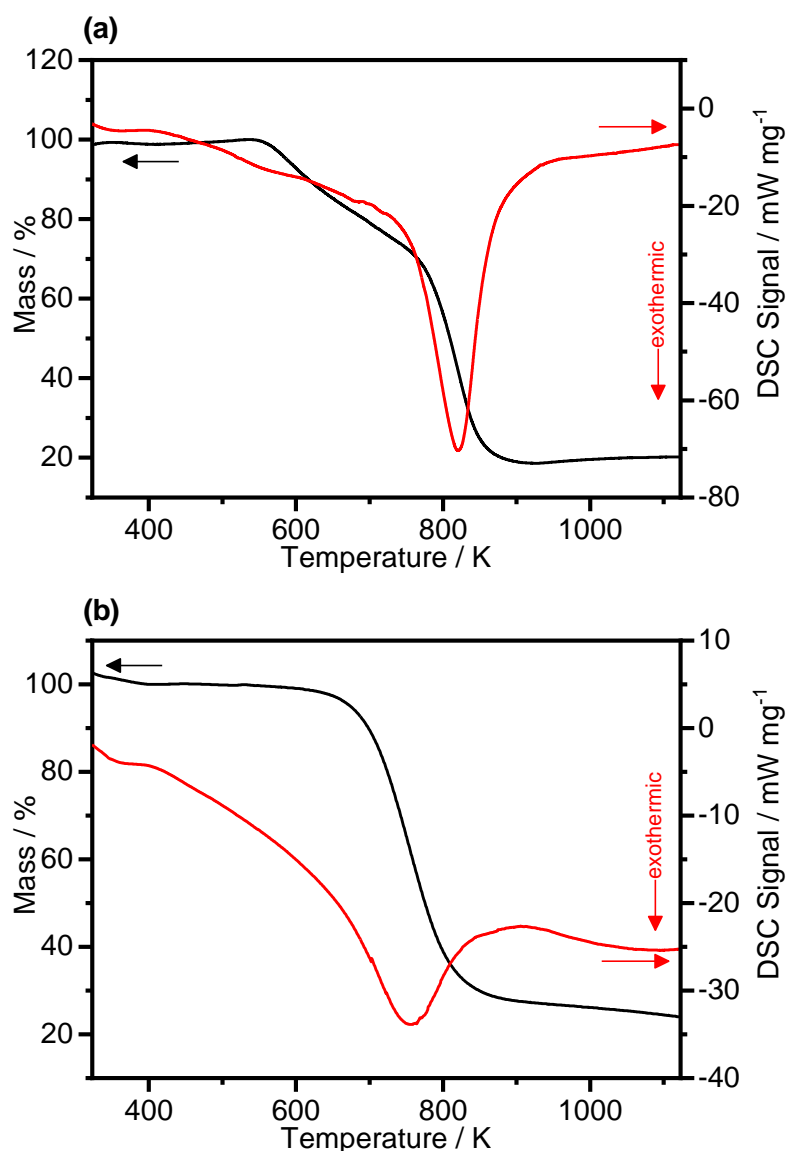 (a)
120
100
80
60
40
20
Mass / %
0
-20
-40
-60
-80
DSC Signal / mW mg⁻¹
exothermic
400 600 800 1000
Temperature / K
(b)
100
80
60
40
20
Mass / %
10
0
-10
-20
-30
-40
DSC Signal / mW mg⁻¹
exothermic
400 600 800 1000
Temperature / K